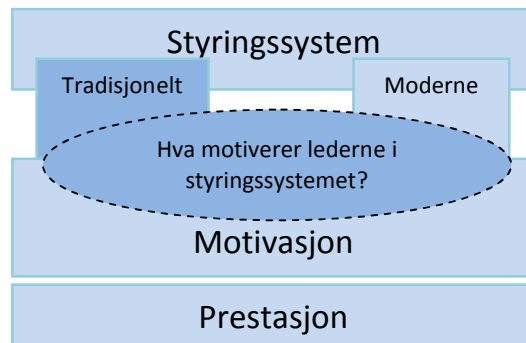 Styringssystem
Tradisjonelt
Moderne
Hva motiverer lederne i
styringssystemet?
Motivasjon
Prestasjon